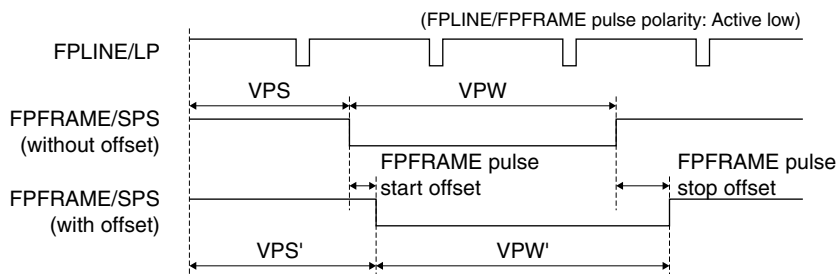 (FPLINE/FPFRAME pulse polarity: Active low)
FPLINE/LP
VPS
VPW
FPFRAME/SPS
(without offset)
FPFRAME pulse
start offset
FPFRAME pulse
stop offset
FPFRAME/SPS
(with offset)
VPS'
VPW'